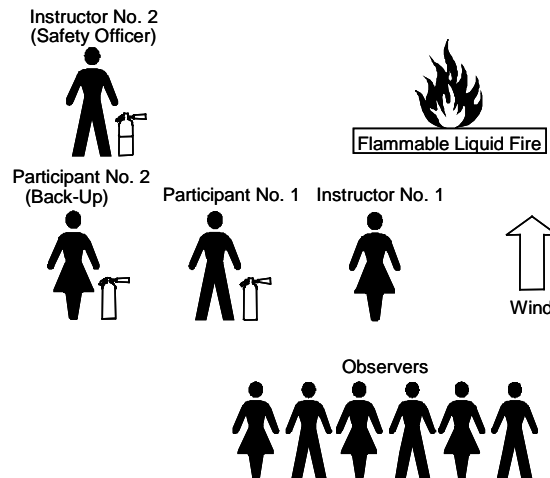 Instructor No. 2
(Safety Officer)
Flammable Liquid Fire
Participant No. 2
(Back-Up)
Participant No. 1
Instructor No. 1
Wind
Observers